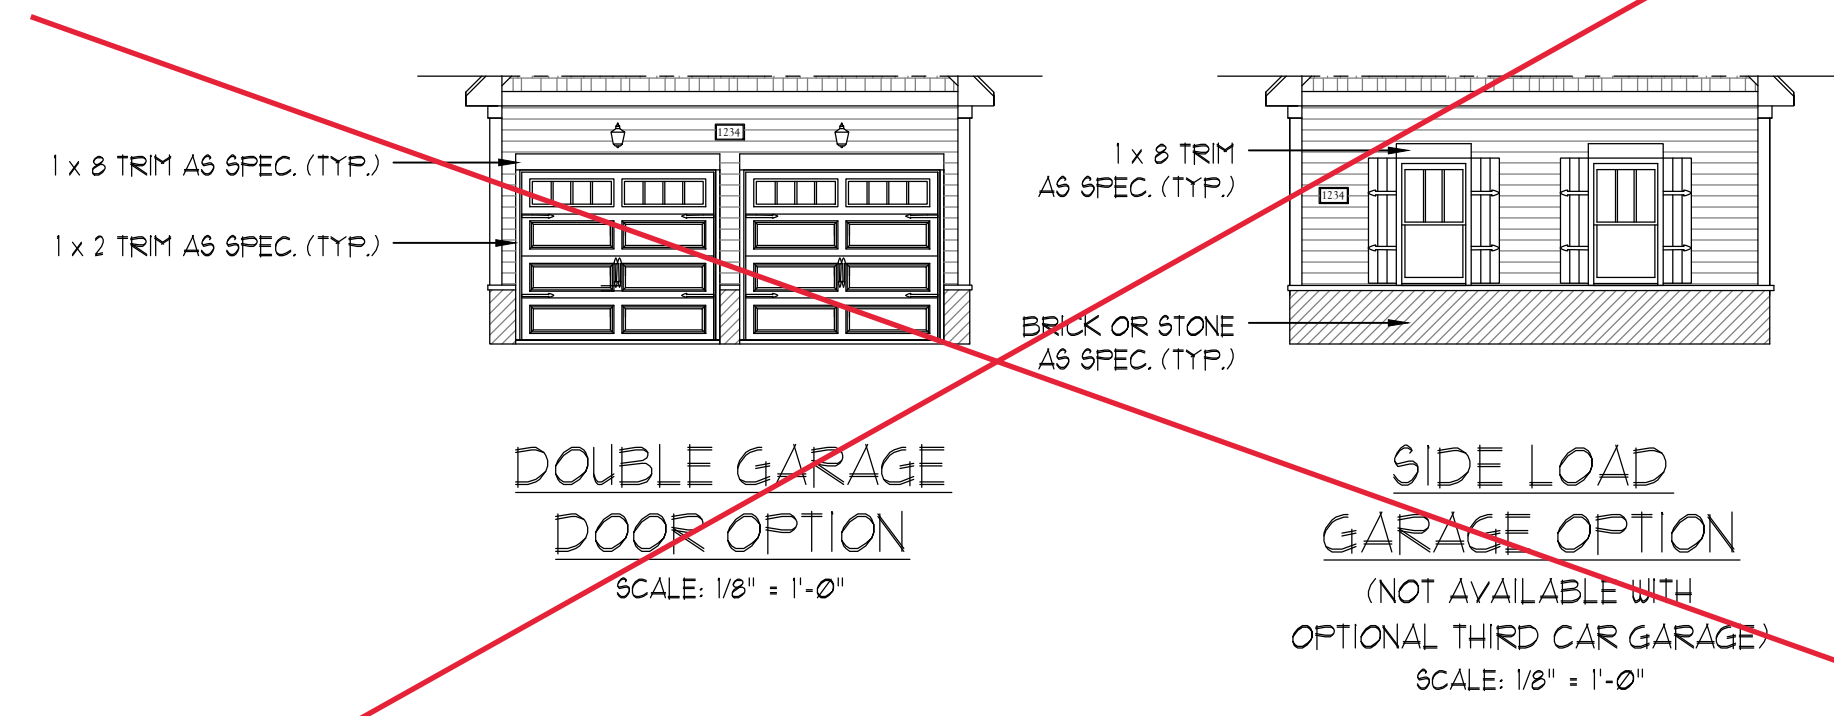 1234
1 x 8 TRIM AS SPEC. (TYP.)
1 x 2 TRIM AS SPEC. (TYP.)
DOUBLE GARAGE
DOOR OPTION
SCALE: 1/8" = 1'-0"
1 x 8 TRIM
AS SPEC. (TYP.)
1234
BRICK OR STONE
AS SPEC. (TYP.)
SIDE LOAD
GARAGE OPTION
(NOT AVAILABLE WITH
OPTIONAL THIRD CAR GARAGE)
SCALE: 1/8" = 1'-0"